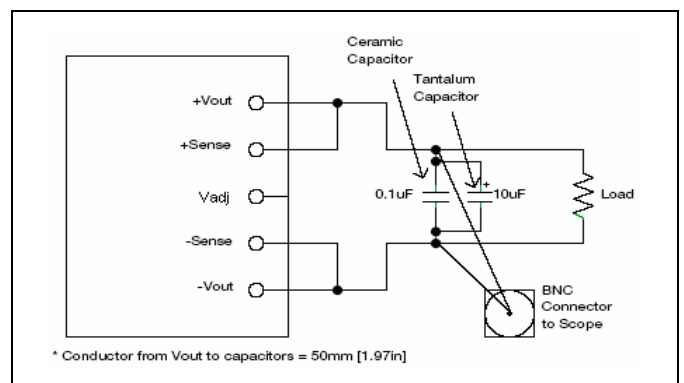 Ceramic
Capacitor
Tantalum
Capacitor
+Vout
+Sense
Vadj
-Sense
-Vout
0.1uF
+
10uF
Load
BNC
Connector
to Scope
* Conductor from Vout to capacitors = 50mm [1.97in]